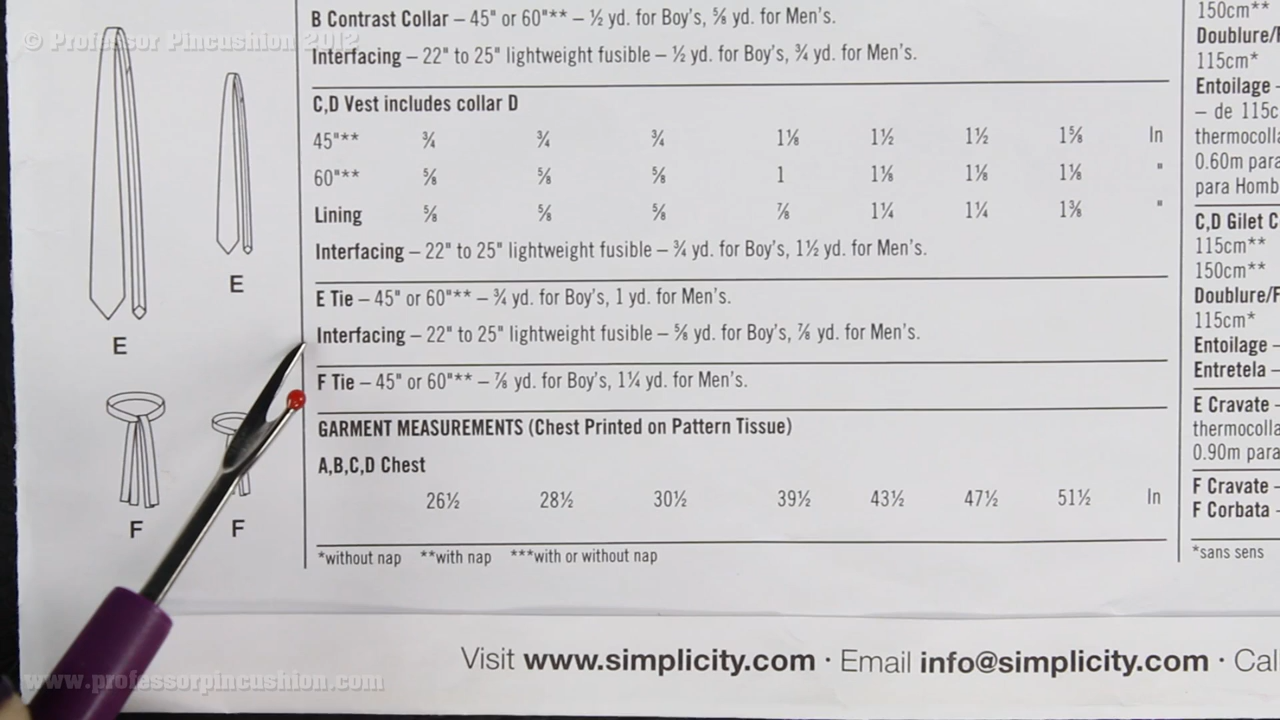 © Professor Pincushion 2012
B Contrast Collar – 45" or 60"** – ½ yd. for Boy's, ⅝ yd. for Men's.
Interfacing – 22" to 25" lightweight fusible – ½ yd. for Boy's, ¾ yd. for Men's.
C,D Vest includes collar D
45"** ¾ ¾ ¾ 1⅛ 1½ 1½ 1⅝ In
60"** ⅝ ⅝ ⅝ 1 1⅛ 1⅛ 1⅛ "
Lining ⅝ ⅝ ⅝ ⅞ 1¼ 1¼ 1⅜ "
Interfacing – 22" to 25" lightweight fusible – ¾ yd. for Boy's, 1½ yd. for Men's.
E Tie – 45" or 60"** – ¾ yd. for Boy's, 1 yd. for Men's.
Interfacing – 22" to 25" lightweight fusible – ⅝ yd. for Boy's, ⅞ yd. for Men's.
F Tie – 45" or 60"** – ⅞ yd. for Boy's, 1¼ yd. for Men's.
GARMENT MEASUREMENTS (Chest Printed on Pattern Tissue)
A,B,C,D Chest
26½ 28½ 30½ 39½ 43½ 47½ 51½ In
*without nap **with nap ***with or without nap
E
E
F
F
150cm**
Doublure/F
115cm*
Entoilage -
– de 115c
thermocolla
0.60m para
para Homb
C,D Gilet C
115cm**
150cm**
Doublure/F
115cm*
Entoilage –
Entretela –
E Cravate -
thermocolla
0.90m para
F Cravate -
F Corbata -
*sans sens
Visit www.simplicity.com · Email info@simplicity.com · Cal
www.professorpincushion.com